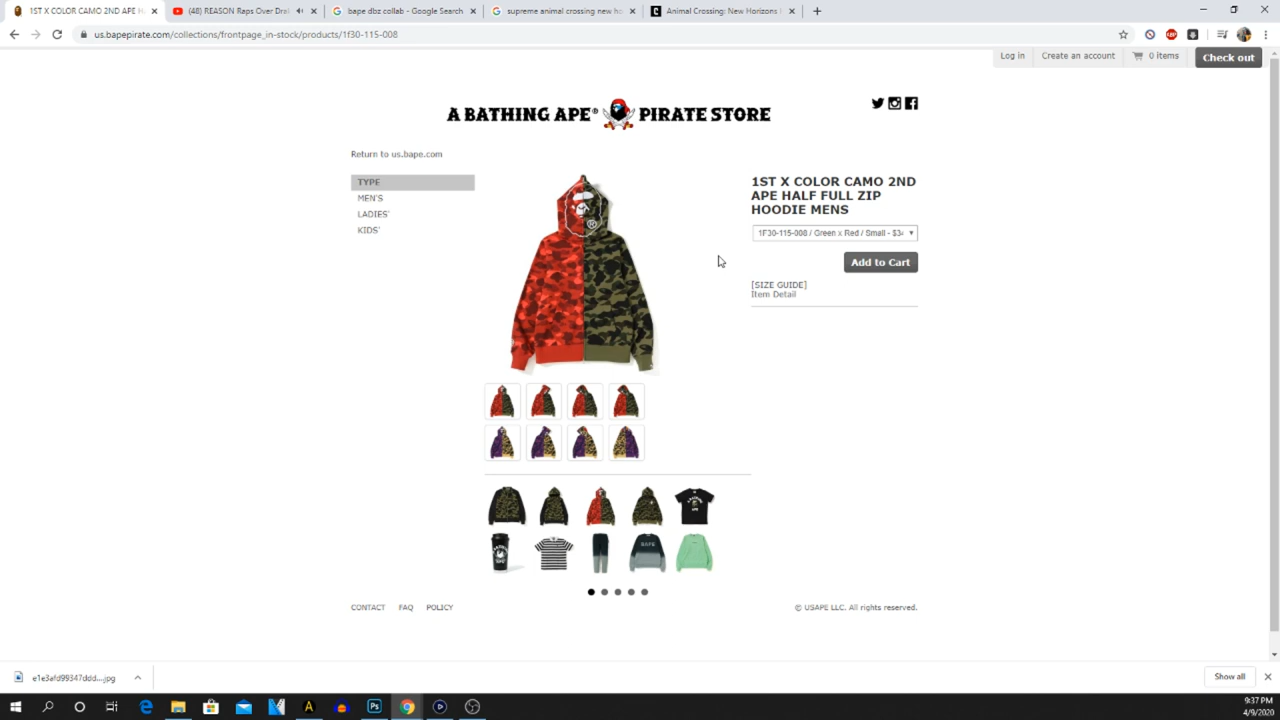 1ST X COLOR CAMO 2ND APE H
(48) REASON Raps Over Drak
bape dbz collab - Google Search
supreme animal crossing new ho
Animal Crossing: New Horizons
us.bapepirate.com/collections/frontpage_in-stock/products/1f30-115-008
ABP
Log in
Create an account
0 items
Check out
A BATHING APE® PIRATE STORE
Return to us.bape.com
TYPE
MEN'S
LADIES'
KIDS'
1ST X COLOR CAMO 2ND
APE HALF FULL ZIP
HOODIE MENS
1F30-115-008 / Green x Red / Small - $34
Add to Cart
[SIZE GUIDE]
Item Detail
CONTACT
FAQ
POLICY
© USAPE LLC. All rights reserved.
e1e3afd99347ddd....jpg
Show all
9:37 PM
4/9/2020